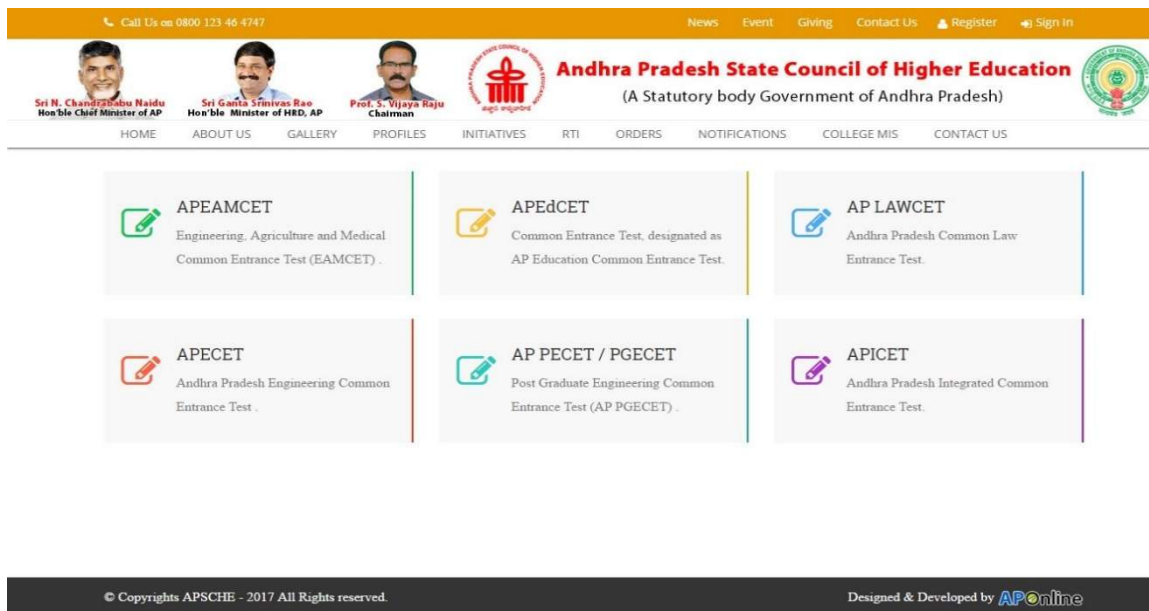 Call Us on 0800 123 46 4747
News Event Giving Contact Us Register Sign In
Sri N. Chandrababu Naidu
Hon'ble Chief Minister of AP
Sri Ganta Srinivas Rao
Hon'ble Minister of HRD, AP
Prof. S. Vijaya Raju
Chairman
Andhra Pradesh State Council of Higher Education
(A Statutory body Government of Andhra Pradesh)
HOME ABOUT US GALLERY PROFILES INITIATIVES RTI ORDERS NOTIFICATIONS COLLEGE MIS CONTACT US
APEAMCET
Engineering, Agriculture and Medical
Common Entrance Test (EAMCET) .
APEdCET
Common Entrance Test, designated as
AP Education Common Entrance Test.
AP LAWCET
Andhra Pradesh Common Law
Entrance Test.
APECET
Andhra Pradesh Engineering Common
Entrance Test .
AP PECET / PGECET
Post Graduate Engineering Common
Entrance Test (AP PGECET) .
APICET
Andhra Pradesh Integrated Common
Entrance Test.
© Copyrights APSCHE - 2017 All Rights reserved.
Designed & Developed by APOnline